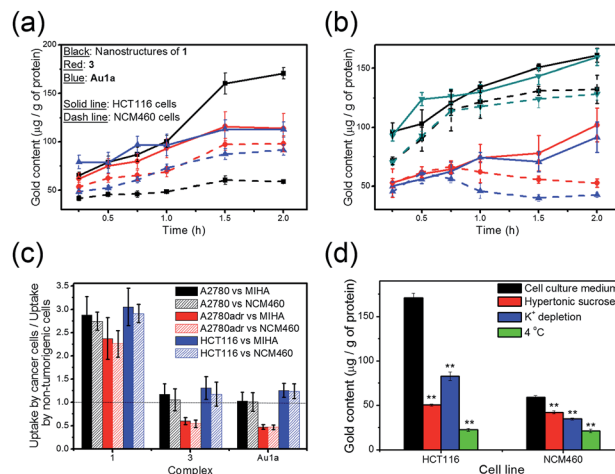 (a)
(b)
Black: Nanostructures of 1
Red: 3
Blue: Au1a
Solid line: HCT116 cells
Dash line: NCM460 cells
Gold content (μg / g of protein)
200
150
100
50
0.5 1.0 1.5 2.0
Time (h)
Gold content (μg / g of protein)
150
100
50
0.5 1.0 1.5 2.0
Time (h)
(c)
(d)
Uptake by cancer cells / Uptake
by non-tumorigenic cells
3.0
2.5
2.0
1.5
1.0
0.5
0.0
A2780 vs MIHA
A2780 vs NCM460
A2780adr vs MIHA
A2780adr vs NCM460
HCT116 vs MIHA
HCT116 vs NCM460
1 3 Au1a
Complex
Gold content (μg / g of protein)
150
100
50
0
Cell culture medium
Hypertonic sucrose
K⁺ depletion
4 °C
** ** ** ** ** **
HCT116 NCM460
Cell line